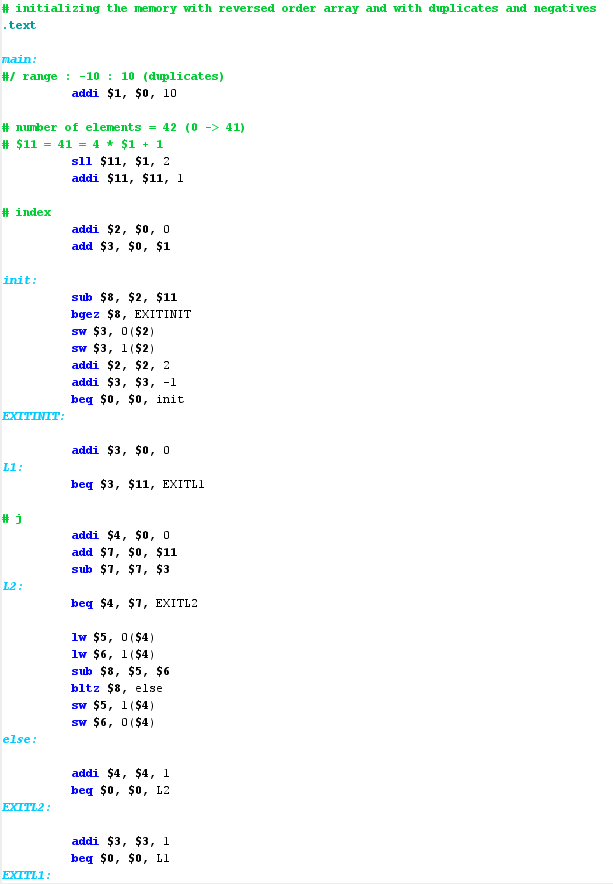 # initializing the memory with reversed order array and with duplicates and negatives
.text
main:
#/ range : -10 : 10 (duplicates)
addi $1, $0, 10
# number of elements = 42 (0 -> 41)
# $11 = 41 = 4 * $1 + 1
sll $11, $1, 2
addi $11, $11, 1
# index
addi $2, $0, 0
add $3, $0, $1
init:
sub $8, $2, $11
bgez $8, EXITINIT
sw $3, 0($2)
sw $3, 1($2)
addi $2, $2, 2
addi $3, $3, -1
beq $0, $0, init
EXITINIT:
addi $3, $0, 0
L1:
beq $3, $11, EXITL1
# j
addi $4, $0, 0
add $7, $0, $11
sub $7, $7, $3
L2:
beq $4, $7, EXITL2
lw $5, 0($4)
lw $6, 1($4)
sub $8, $5, $6
bltz $8, else
sw $5, 1($4)
sw $6, 0($4)
else:
addi $4, $4, 1
beq $0, $0, L2
EXITL2:
addi $3, $3, 1
beq $0, $0, L1
EXITL1: